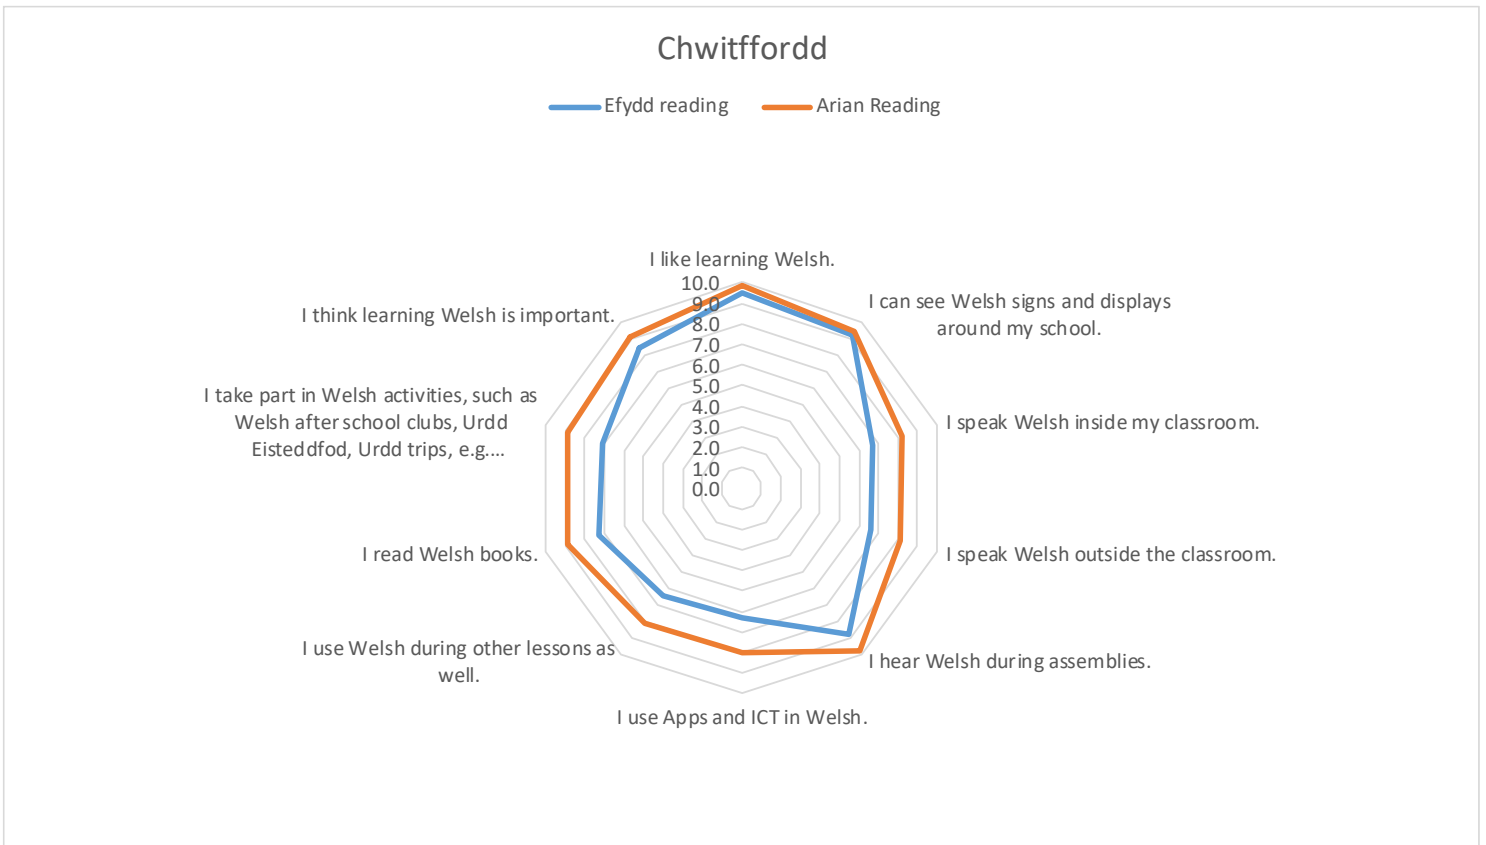 Chwitffordd
Efydd reading
Arian Reading
I like learning Welsh.
10.0
9.0
8.0
7.0
6.0
5.0
4.0
3.0
2.0
1.0
0.0
I can see Welsh signs and displays
around my school.
I speak Welsh inside my classroom.
I speak Welsh outside the classroom.
I hear Welsh during assemblies.
I use Apps and ICT in Welsh.
I use Welsh during other lessons as
well.
I read Welsh books.
I take part in Welsh activities, such as
Welsh after school clubs, Urdd
Eisteddfod, Urdd trips, e.g....
I think learning Welsh is important.